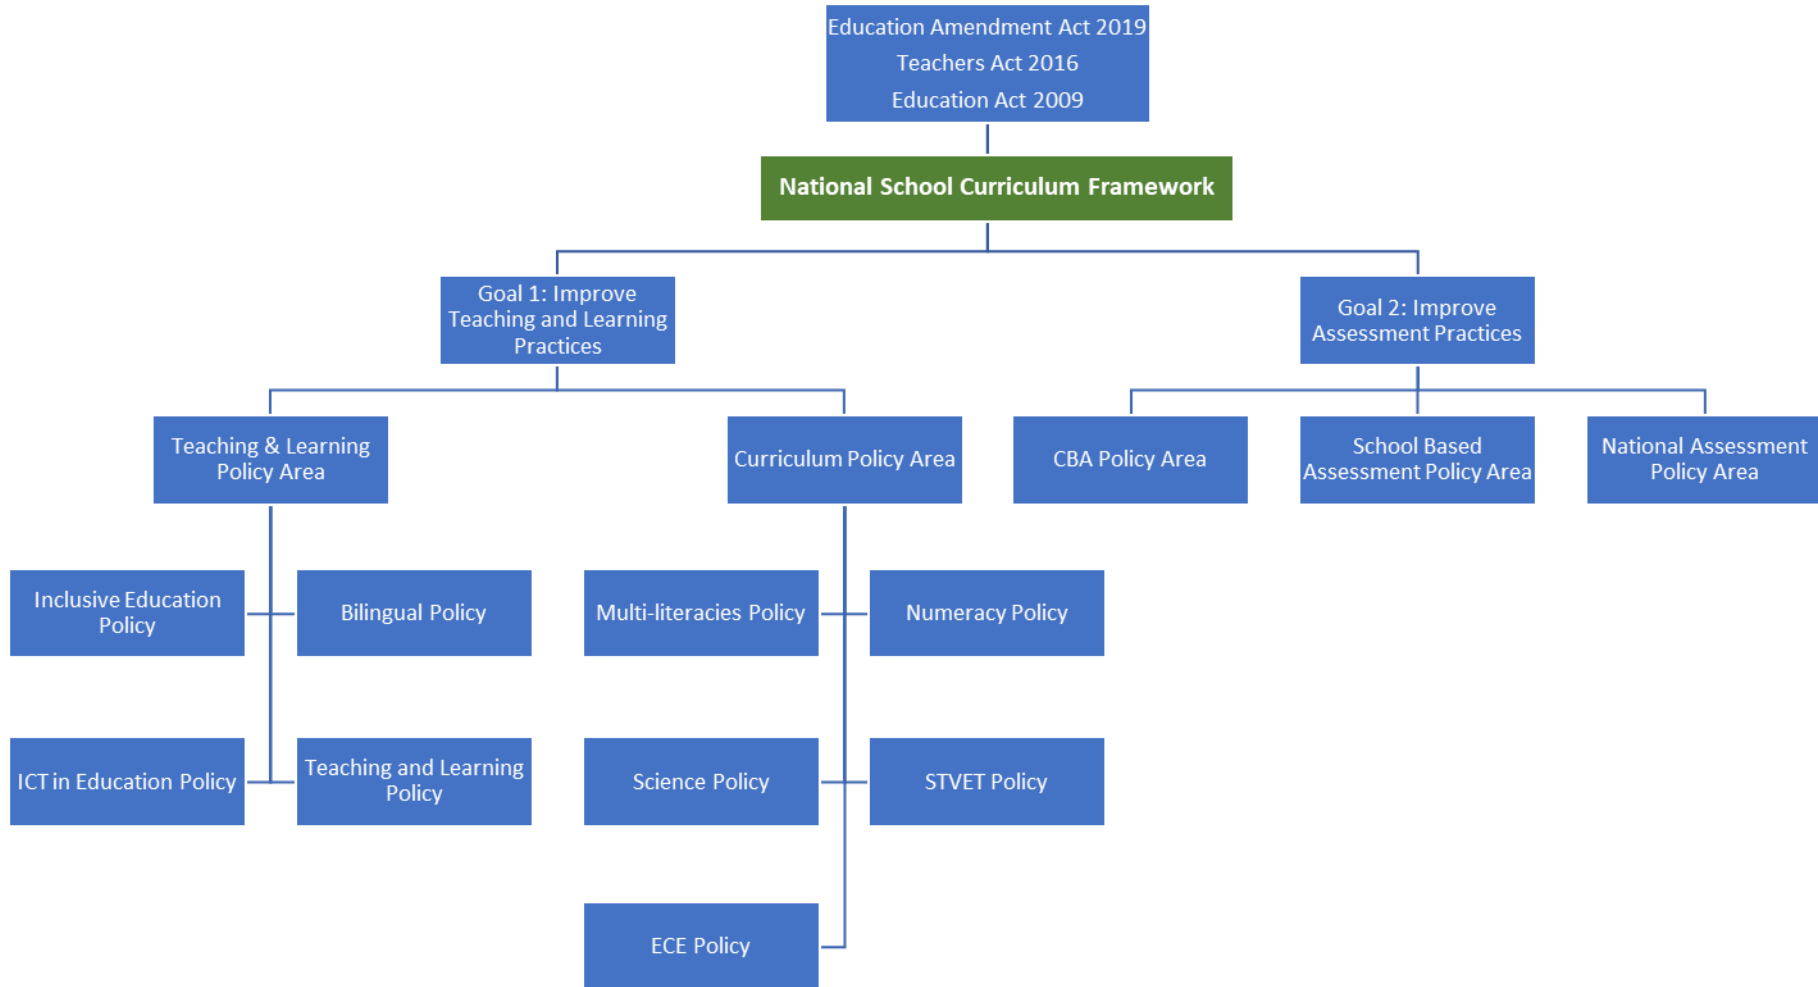 Education Amendment Act 2019
Teachers Act 2016
Education Act 2009
National School Curriculum Framework
Goal 1: Improve
Teaching and Learning
Practices
Goal 2: Improve
Assessment Practices
Teaching & Learning
Policy Area
Curriculum Policy Area
CBA Policy Area
School Based
Assessment Policy Area
National Assessment
Policy Area
Inclusive Education
Policy
Bilingual Policy
Multi-literacies Policy
Numeracy Policy
ICT in Education Policy
Teaching and Learning
Policy
Science Policy
STVET Policy
ECE Policy